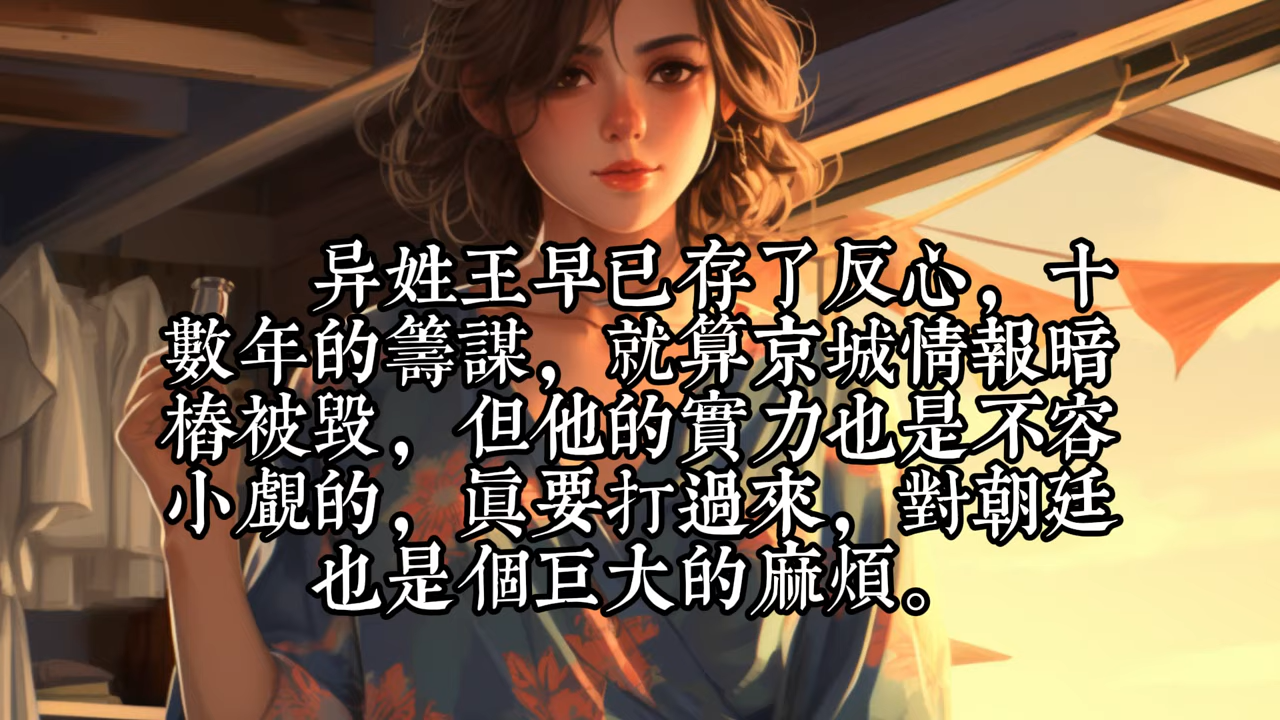 异姓王早已存了反心，十
數年的籌謀，就算京城情報暗
樁被毀，但他的實力也是不容
小覷的，眞要打過來，對朝廷
也是個巨大的麻煩。